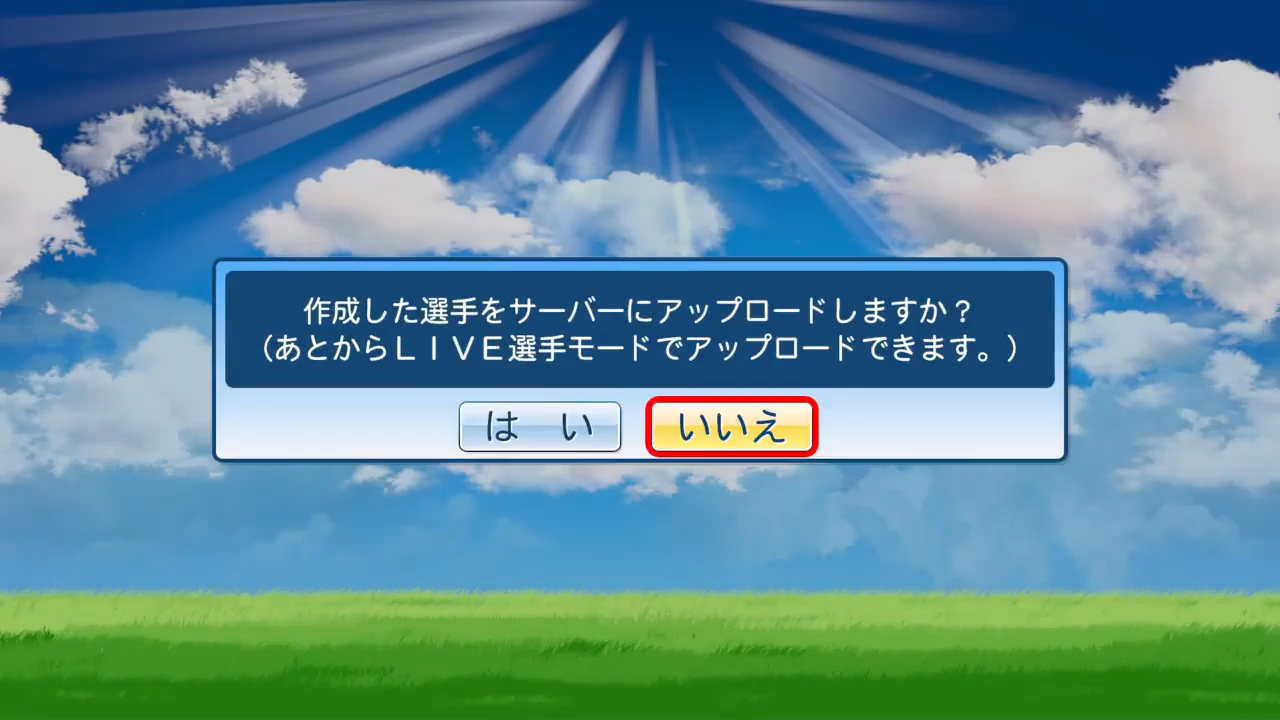 作成した選手をサーバーにアップロードしますか？
（あとからＬＩＶＥ選手モードでアップロードできます。）
は　い
いいえ